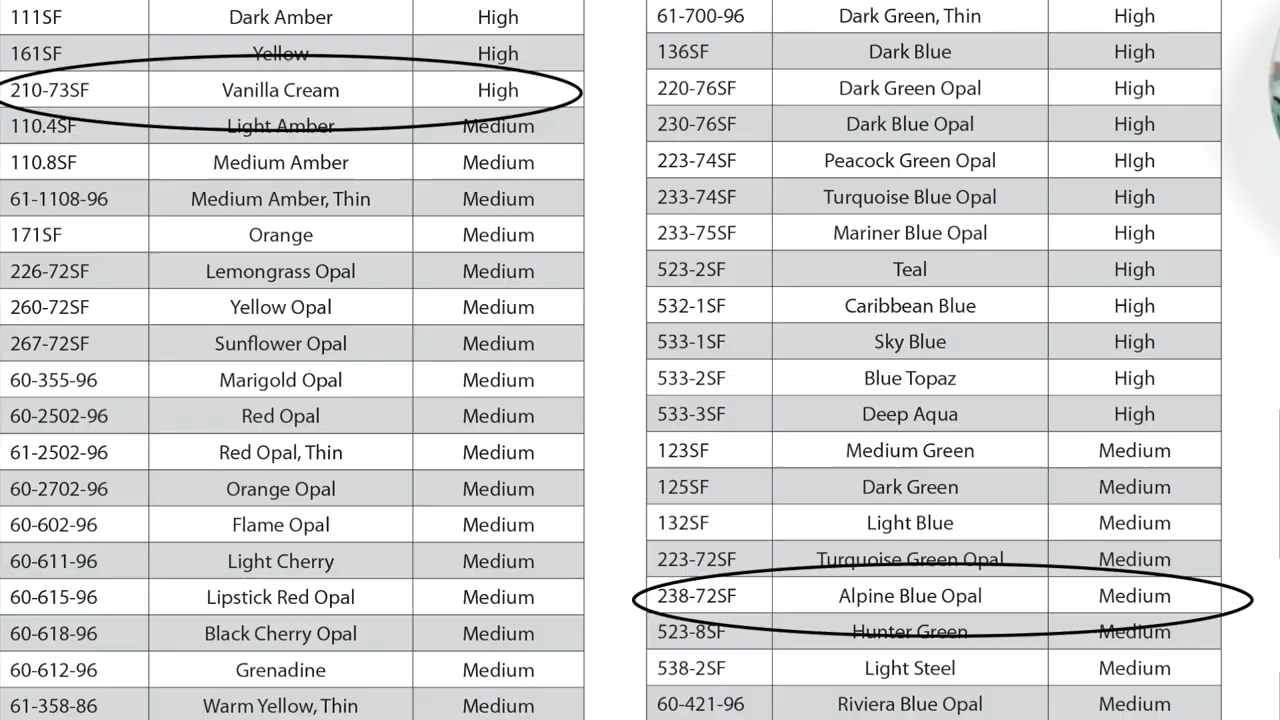 111SF Dark Amber High
161SF Yellow High
210-73SF Vanilla Cream High
110.4SF Light Amber Medium
110.8SF Medium Amber Medium
61-1108-96 Medium Amber, Thin Medium
171SF Orange Medium
226-72SF Lemongrass Opal Medium
260-72SF Yellow Opal Medium
267-72SF Sunflower Opal Medium
60-355-96 Marigold Opal Medium
60-2502-96 Red Opal Medium
61-2502-96 Red Opal, Thin Medium
60-2702-96 Orange Opal Medium
60-602-96 Flame Opal Medium
60-611-96 Light Cherry Medium
60-615-96 Lipstick Red Opal Medium
60-618-96 Black Cherry Opal Medium
60-612-96 Grenadine Medium
61-358-86 Warm Yellow, Thin Medium
61-700-96 Dark Green, Thin High
136SF Dark Blue High
220-76SF Dark Green Opal High
230-76SF Dark Blue Opal High
223-74SF Peacock Green Opal HIgh
233-74SF Turquoise Blue Opal High
233-75SF Mariner Blue Opal High
523-2SF Teal High
532-1SF Caribbean Blue High
533-1SF Sky Blue High
533-2SF Blue Topaz High
533-3SF Deep Aqua High
123SF Medium Green Medium
125SF Dark Green Medium
132SF Light Blue Medium
223-72SF Turquoise Green Opal Medium
238-72SF Alpine Blue Opal Medium
523-8SF Hunter Green Medium
538-2SF Light Steel Medium
60-421-96 Riviera Blue Opal Medium